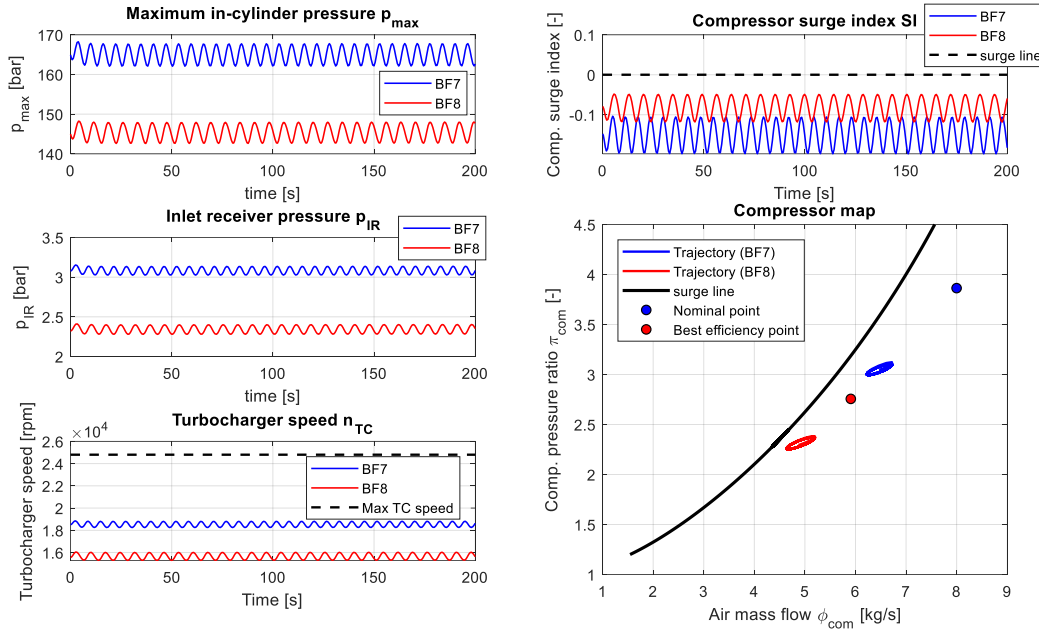 Maximum in-cylinder pressure p_max
170
160
150
140
p_max [bar]
0 50 100 150 200
time [s]
BF7
BF8
Inlet receiver pressure p_IR
3.5
3
2.5
2
p_IR [bar]
0 50 100 150 200
time [s]
BF7
BF8
Turbocharger speed n_TC
×10⁴
2.6
2.4
2.2
2
1.8
1.6
Turbocharger speed [rpm]
0 50 100 150 200
Time [s]
BF7
BF8
Max TC speed
Compressor surge index SI
0.1
0
-0.1
Comp. surge index [-]
0 50 100 150 200
Time [s]
BF7
BF8
surge line
Compressor map
4.5
4
3.5
3
2.5
2
1.5
1
Comp. pressure ratio π_com [-]
1 2 3 4 5 6 7 8 9
Air mass flow ϕ_com [kg/s]
Trajectory (BF7)
Trajectory (BF8)
surge line
Nominal point
Best efficiency point